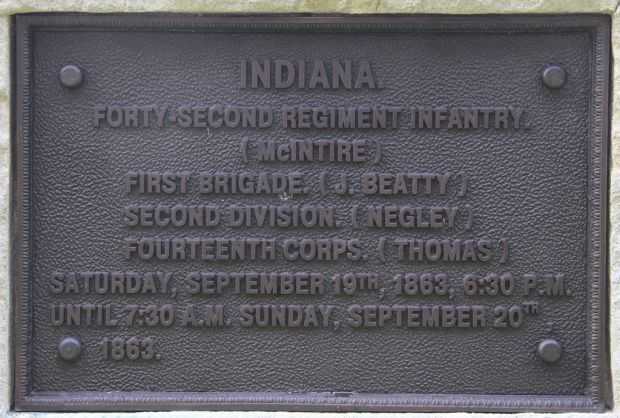 INDIANA.
FORTY-SECOND REGIMENT INFANTRY.
(McINTIRE)
FIRST BRIGADE. (J. BEATTY)
SECOND DIVISION. (NEGLEY)
FOURTEENTH CORPS. (THOMAS)
SATURDAY, SEPTEMBER 19TH, 1863, 6:30 P.M.
UNTIL 7:30 A.M. SUNDAY, SEPTEMBER 20TH
1863.